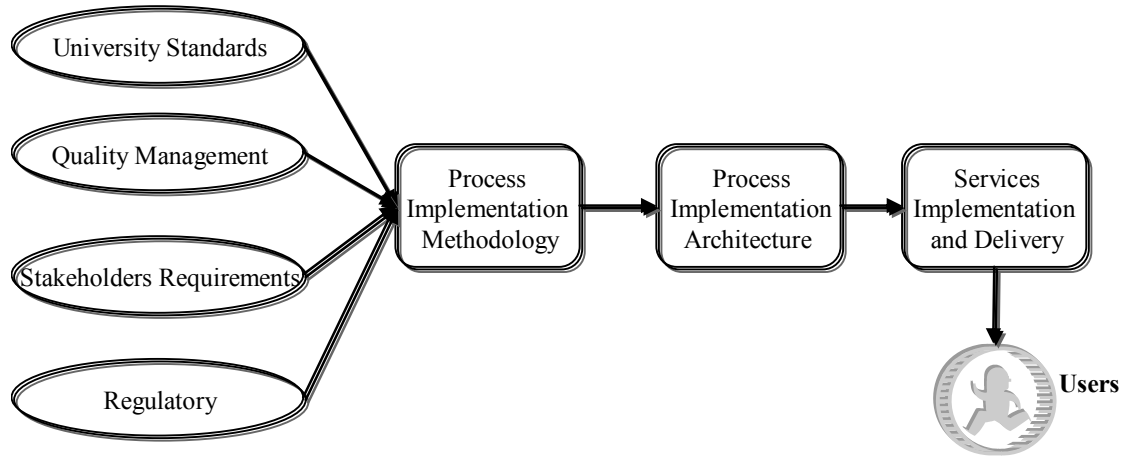 University Standards
Quality Management
Stakeholders Requirements
Regulatory
Process
Implementation
Methodology
Process
Implementation
Architecture
Services
Implementation
and Delivery
Users